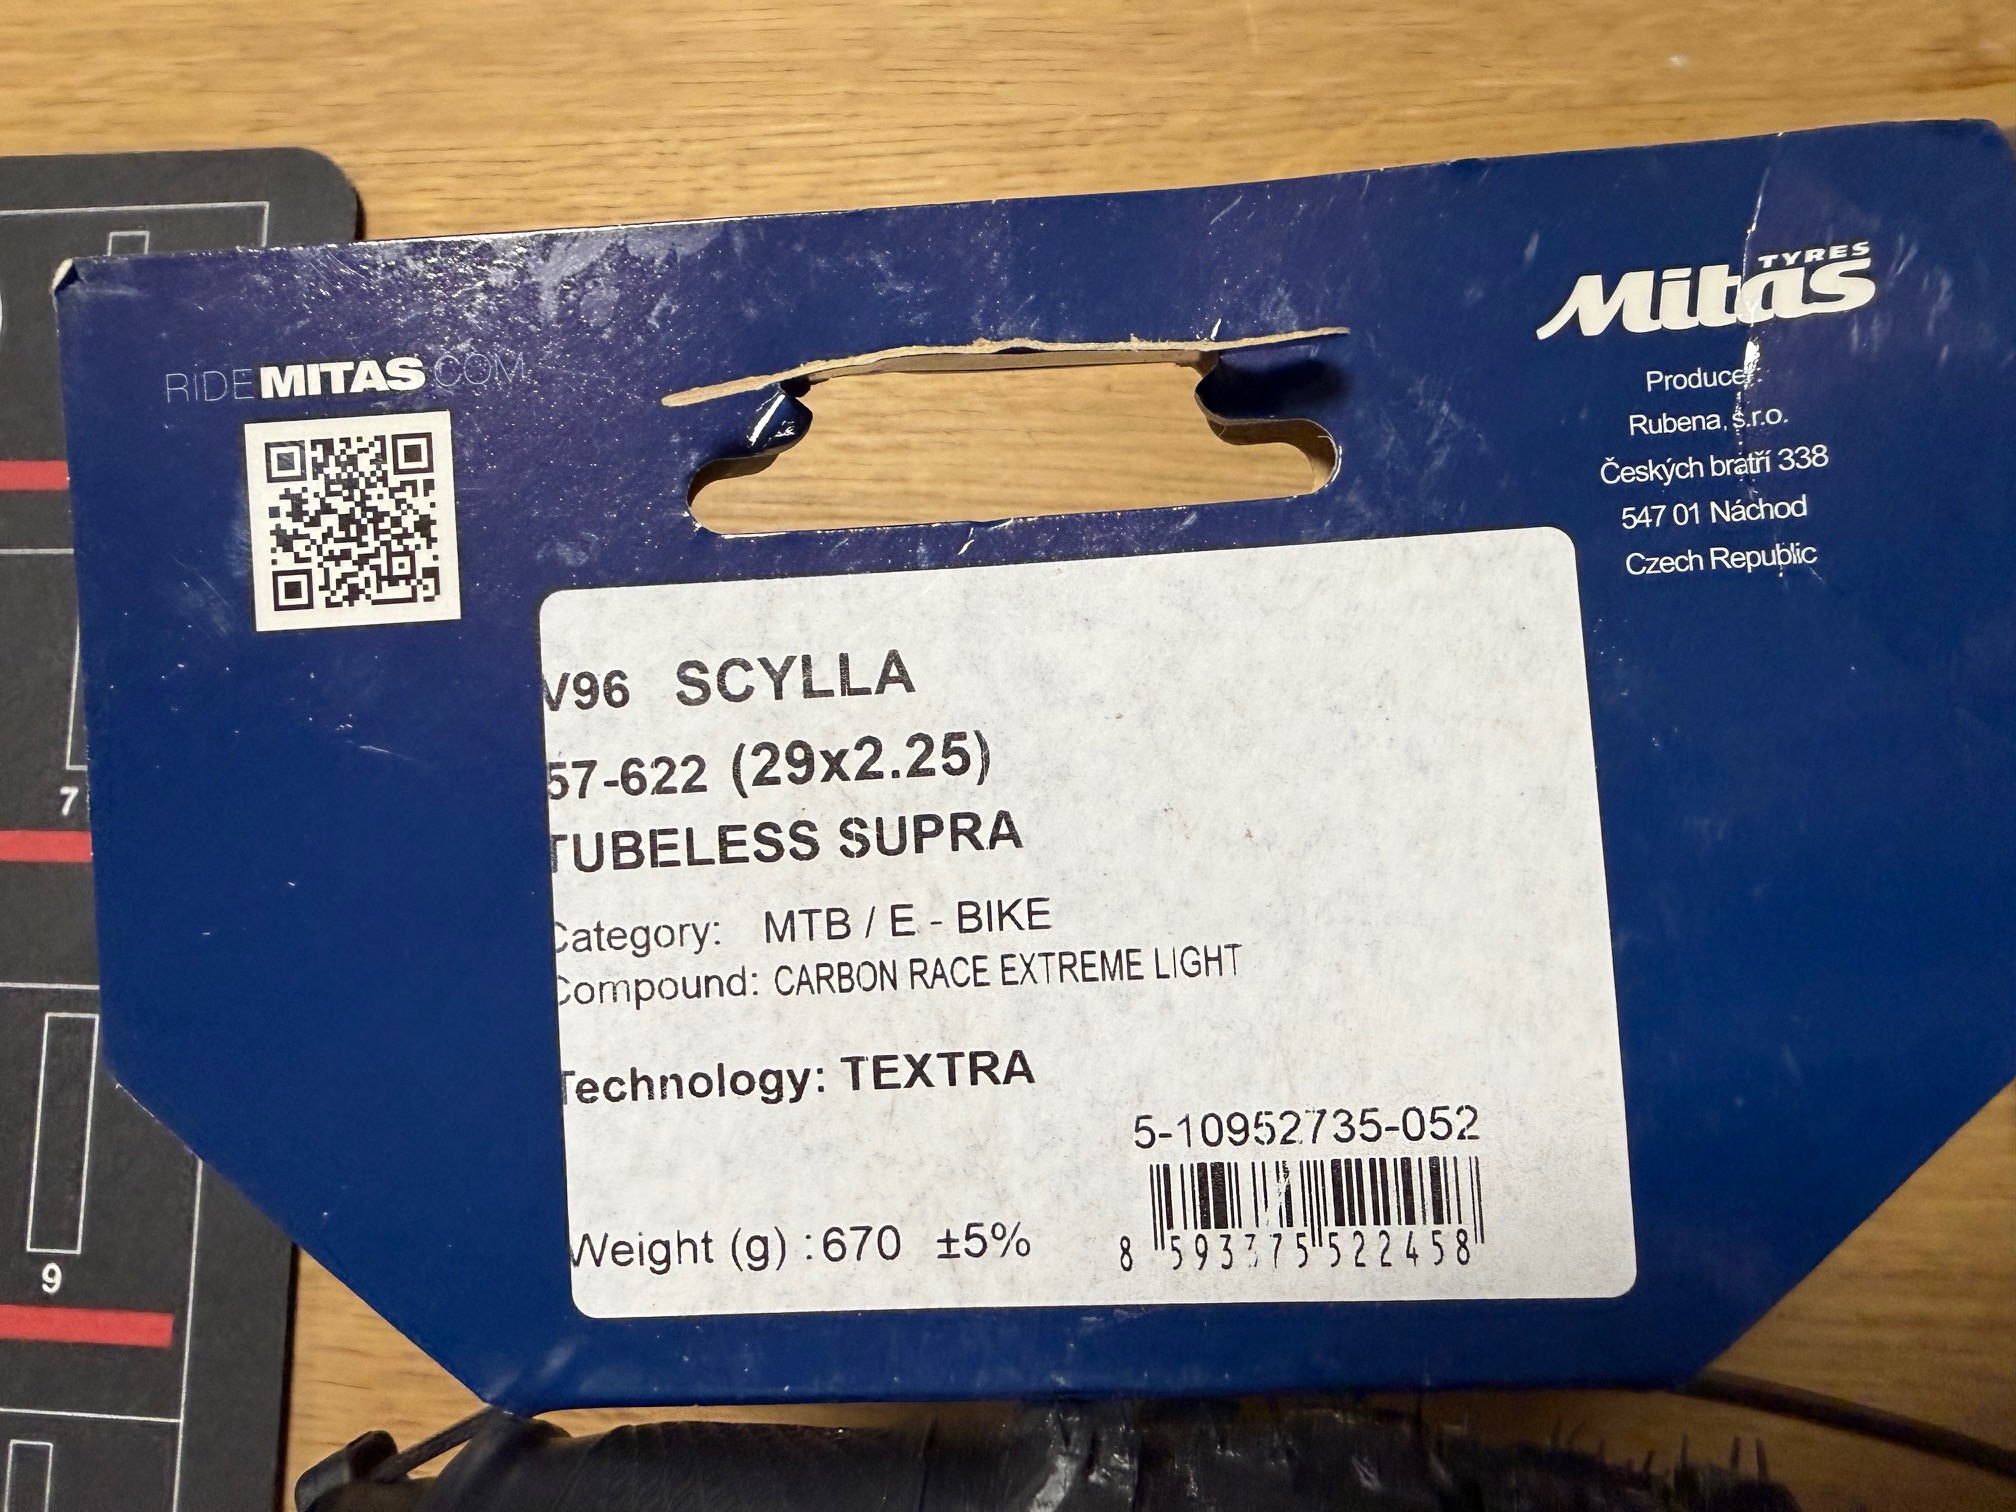 RIDEMITAS.COM
Mitas
TYRES
Producer:
Rubena, s.r.o.
Českých bratří 338
547 01 Náchod
Czech Republic
V96 SCYLLA
57-622 (29x2.25)
TUBELESS SUPRA
Category: MTB / E - BIKE
Compound: CARBON RACE EXTREME LIGHT
Technology: TEXTRA
5-10952735-052
Weight (g) : 670 ±5%
8 593375 522458
7
9